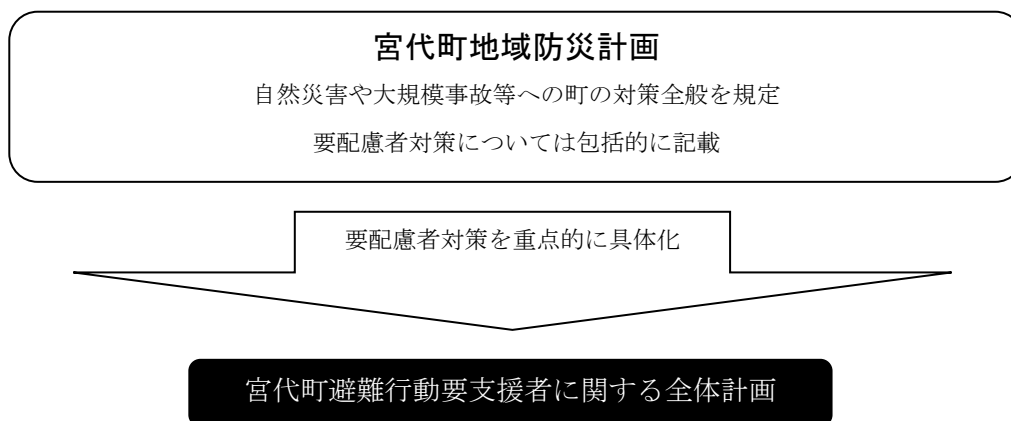 宮代町地域防災計画
自然災害や大規模事故等への町の対策全般を規定
要配慮者対策については包括的に記載
要配慮者対策を重点的に具体化
宮代町避難行動要支援者に関する全体計画